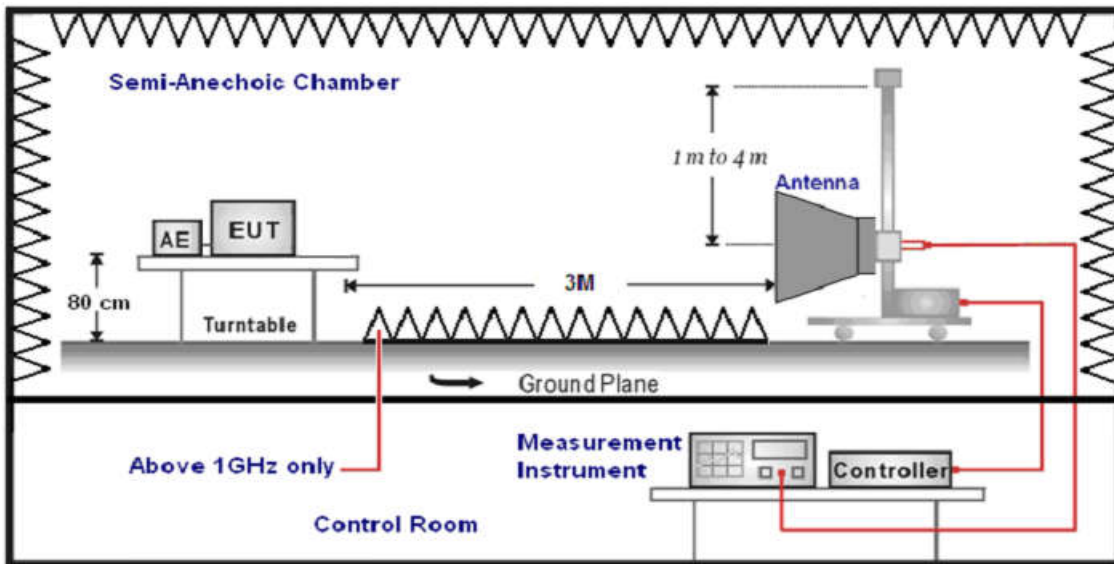 Semi-Anechoic Chamber
1 m to 4 m
Antenna
AE
EUT
80 cm
3M
Turntable
Ground Plane
Above 1GHz only
Measurement
Instrument
Controller
Control Room